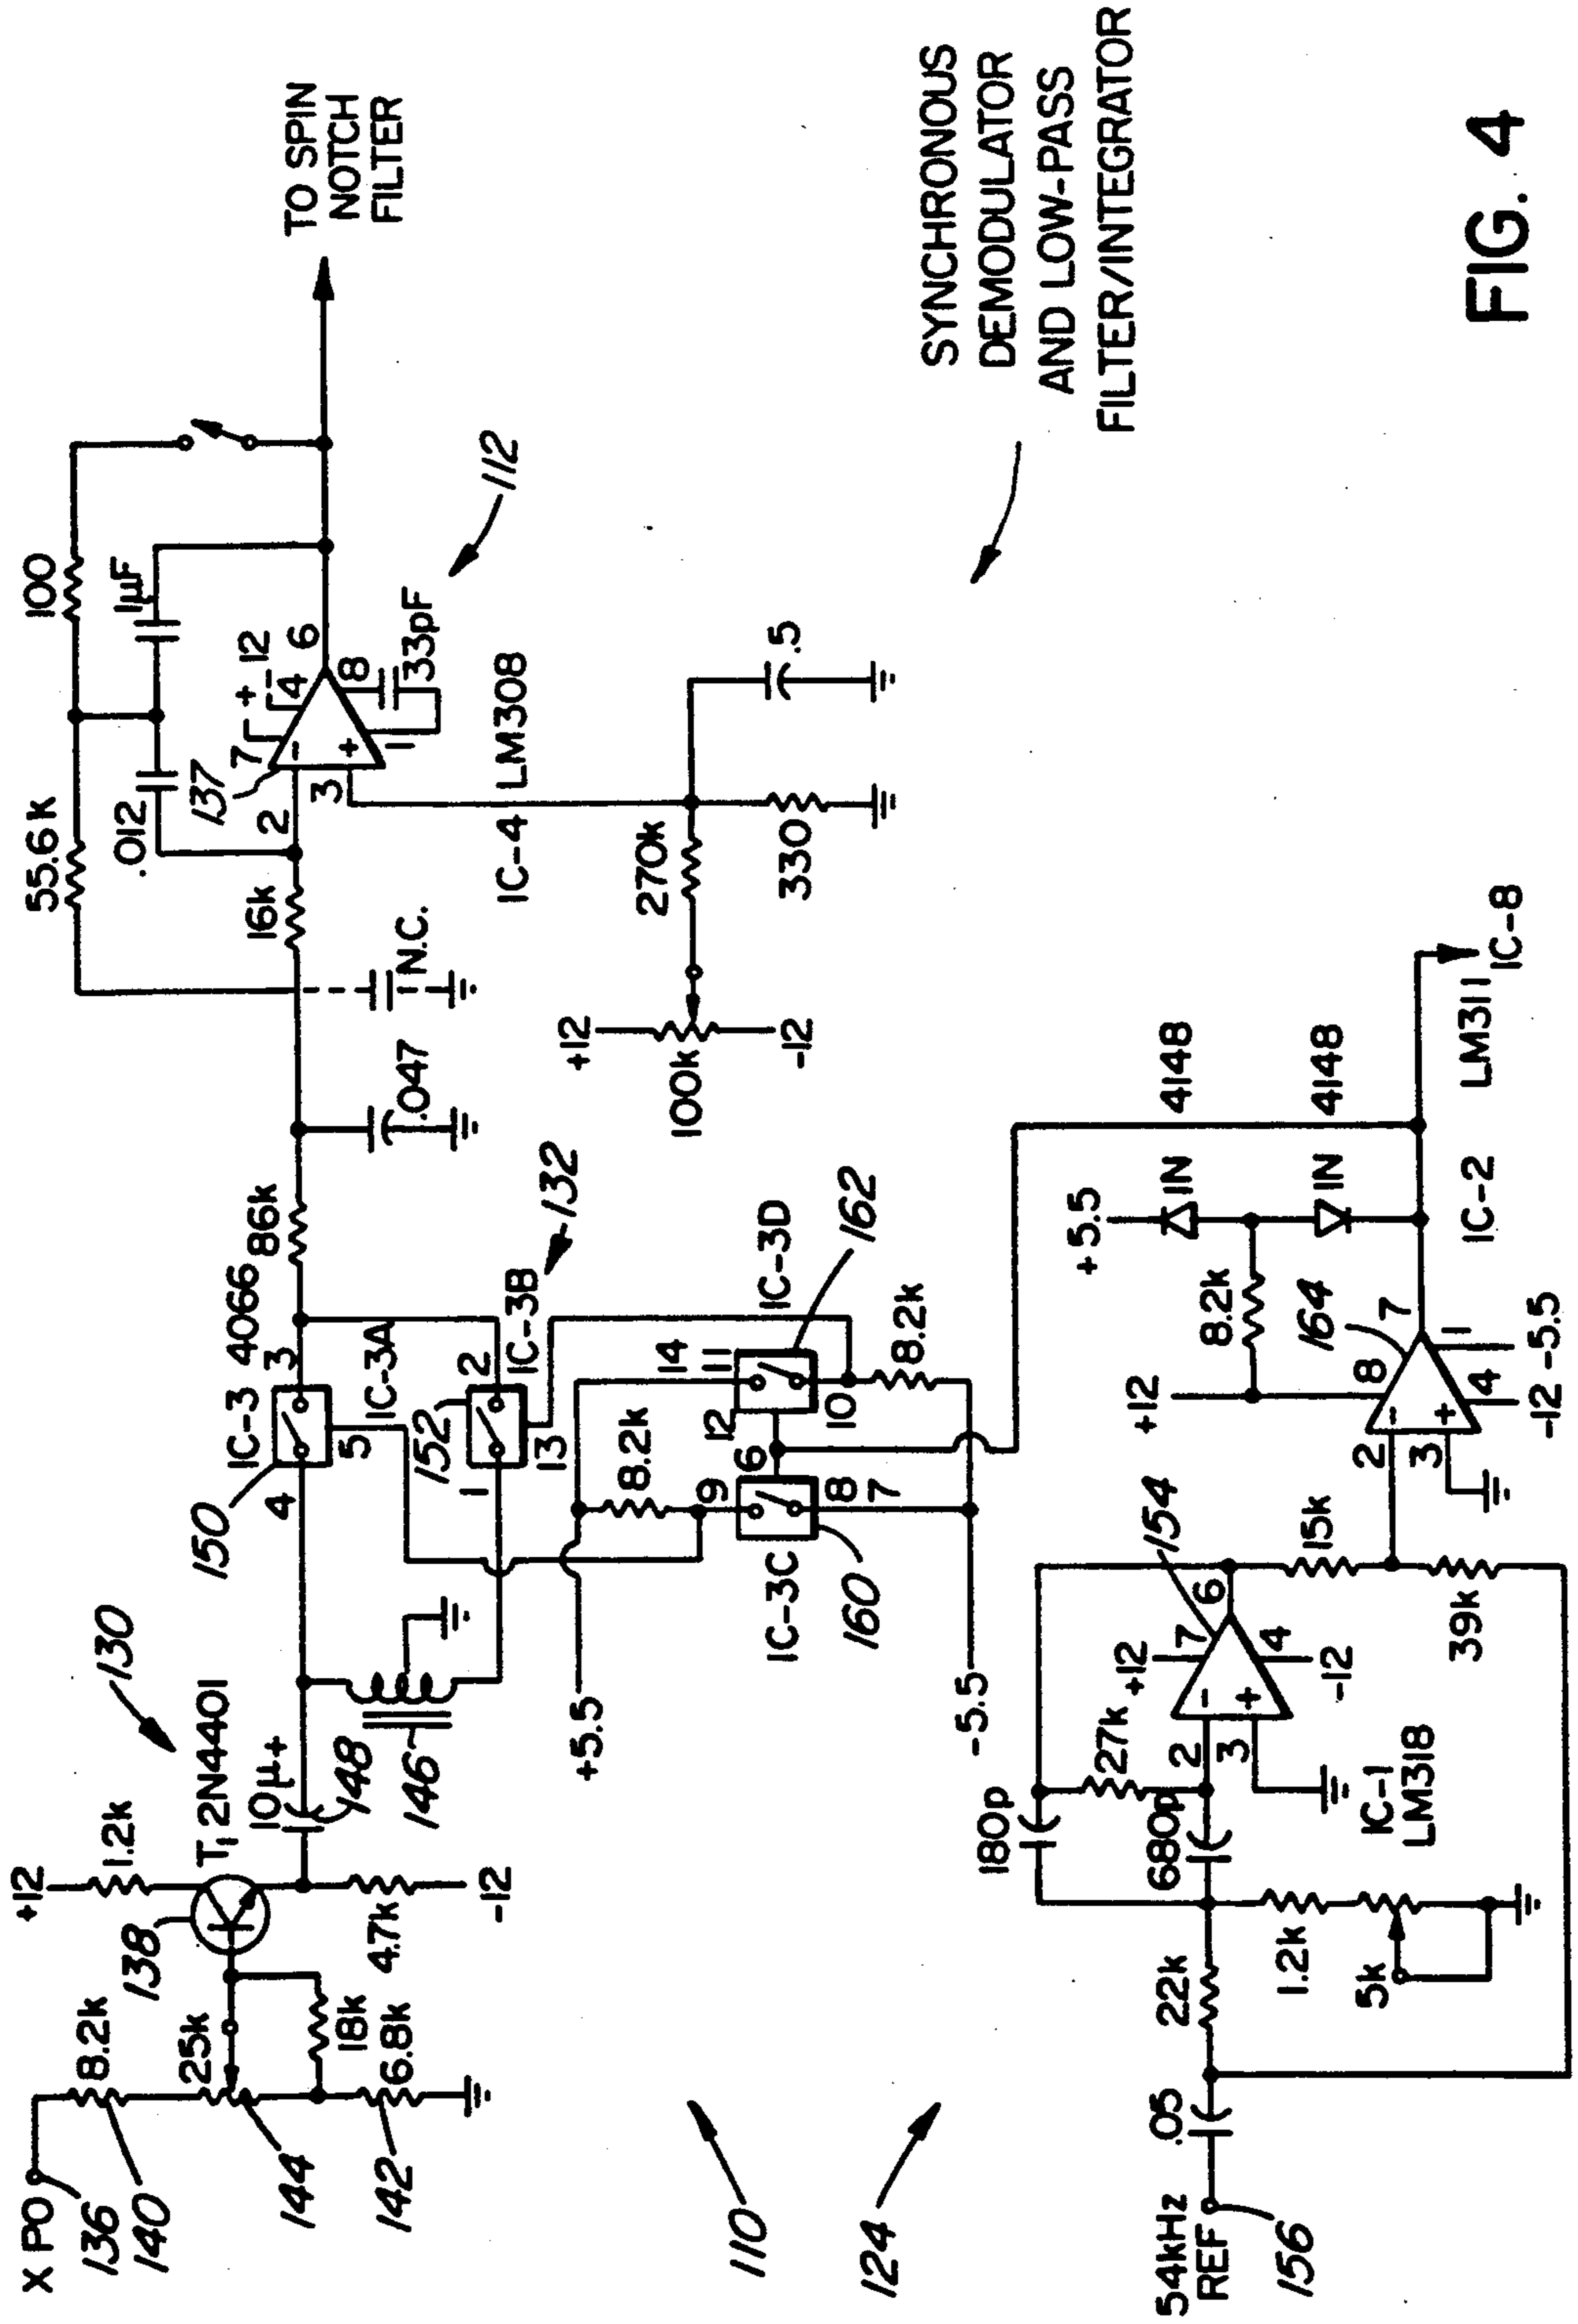 X PO
136
140
8.2k
25k
144
142
18k
6.8k
138
+12
1.2k
T1 2N4401
4.7k
-12
10µ+
148
146
130
150
IC-3
4066
4
3
5
IC-3A
152
1
2
13
IC-3B
132
86k
.047
N.C.
16k
55.6k
.012
137
2
3
7
+
-12
4
6
8
1
-
+
33pF
1µF
100
112
IC-4 LM308
TO SPIN
NOTCH
FILTER
+12
100k
-12
270k
330
.5
+5.5
-5.5
8.2k
9
6
8
7
IC-3C
160
14
11
12
10
IC-3D
162
8.2k
SYNCHRONOUS
DEMODULATOR
AND LOW-PASS
FILTER/INTEGRATOR
110
124
54kHz
REF
156
.05
22k
1.2k
5k
180p
680p
27k
2
3
-
+
+12
7
6
4
-12
154
IC-1
LM318
15k
39k
2
3
-
+
+12
8
7
1
4
-12
-5.5
164
8.2k
+5.5
1N 4148
1N 4148
IC-2 LM311
IC-8
FIG. 4